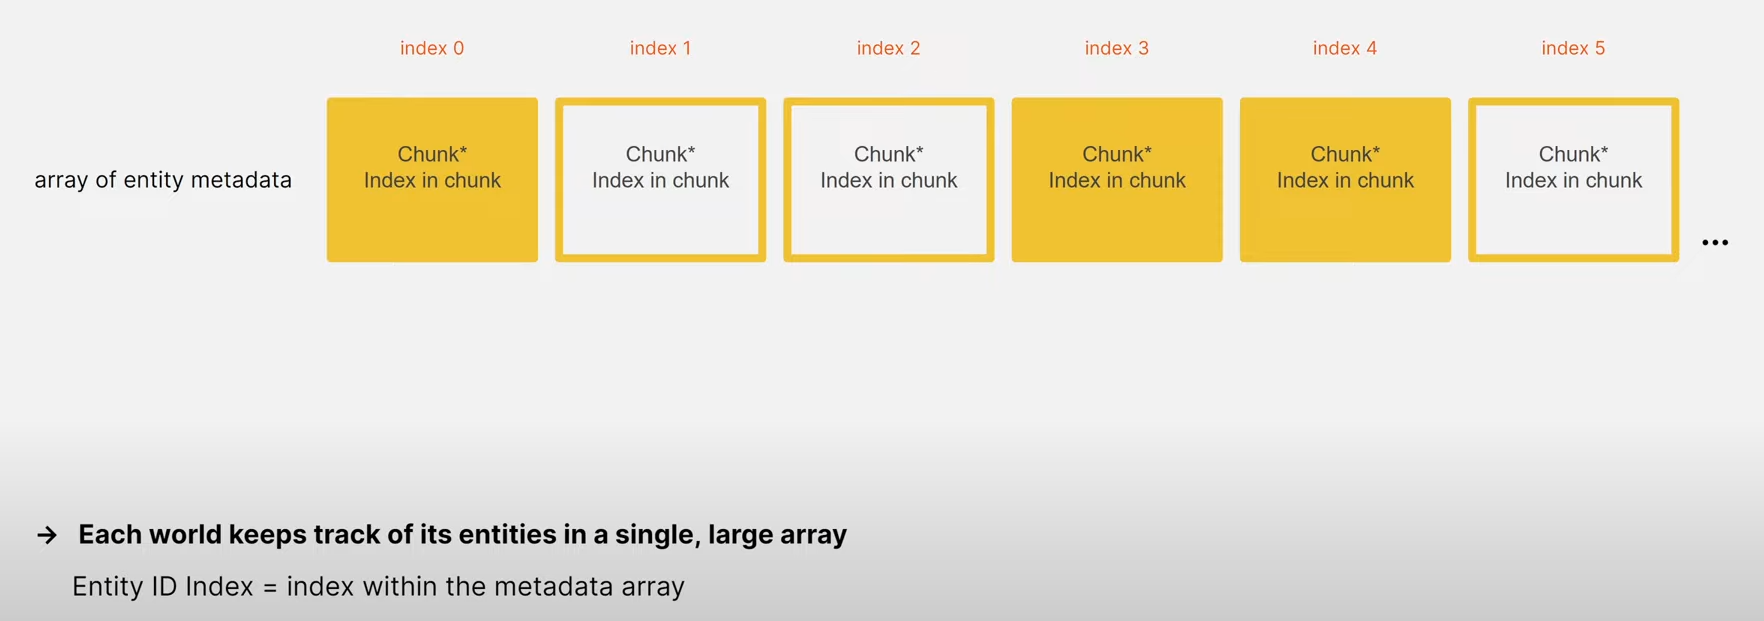 index 0
index 1
index 2
index 3
index 4
index 5
array of entity metadata
Chunk*
Index in chunk
Chunk*
Index in chunk
Chunk*
Index in chunk
Chunk*
Index in chunk
Chunk*
Index in chunk
Chunk*
Index in chunk
...
→ Each world keeps track of its entities in a single, large array
Entity ID Index = index within the metadata array